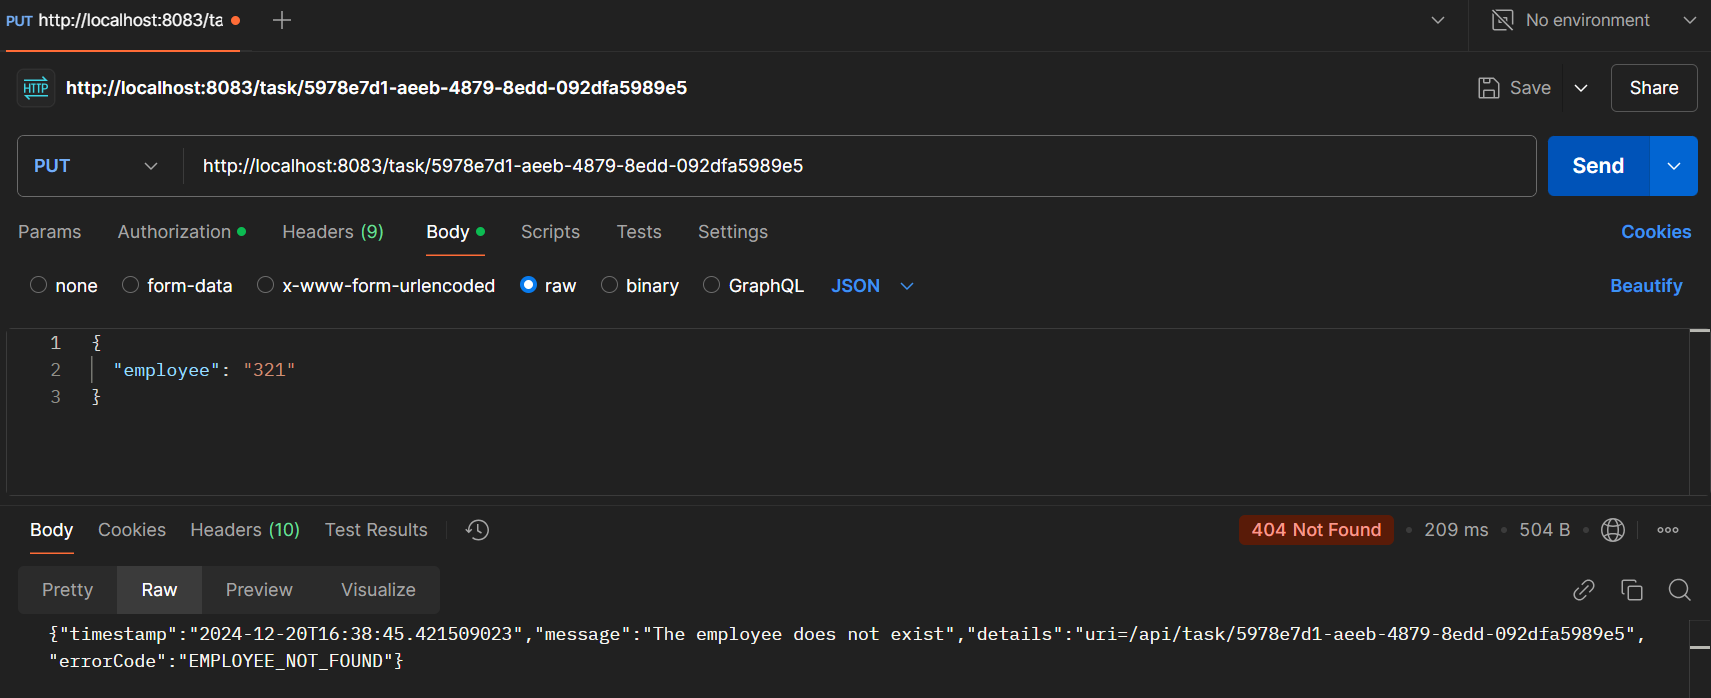 PUT http://localhost:8083/ta
No environment
HTTP http://localhost:8083/task/5978e7d1-aeeb-4879-8edd-092dfa5989e5
Save
Share
PUT http://localhost:8083/task/5978e7d1-aeeb-4879-8edd-092dfa5989e5
Send
Params Authorization Headers (9) Body Scripts Tests Settings Cookies
none form-data x-www-form-urlencoded raw binary GraphQL JSON Beautify
1 {
2 "employee": "321"
3 }
Body Cookies Headers (10) Test Results 404 Not Found • 209 ms • 504 B •
Pretty Raw Preview Visualize
{"timestamp":"2024-12-20T16:38:45.421509023","message":"The employee does not exist","details":"uri=/api/task/5978e7d1-aeeb-4879-8edd-092dfa5989e5",
"errorCode":"EMPLOYEE_NOT_FOUND"}